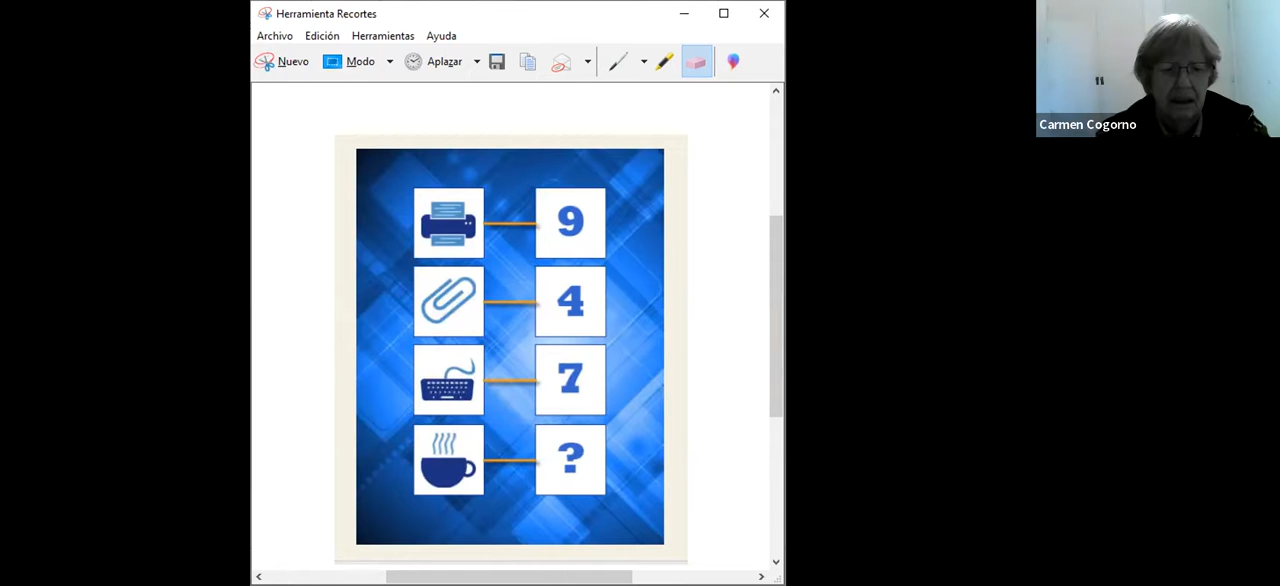 Herramienta Recortes
Archivo Edición Herramientas Ayuda
Nuevo Modo Aplazar
Carmen Cogorno
9
4
7
?